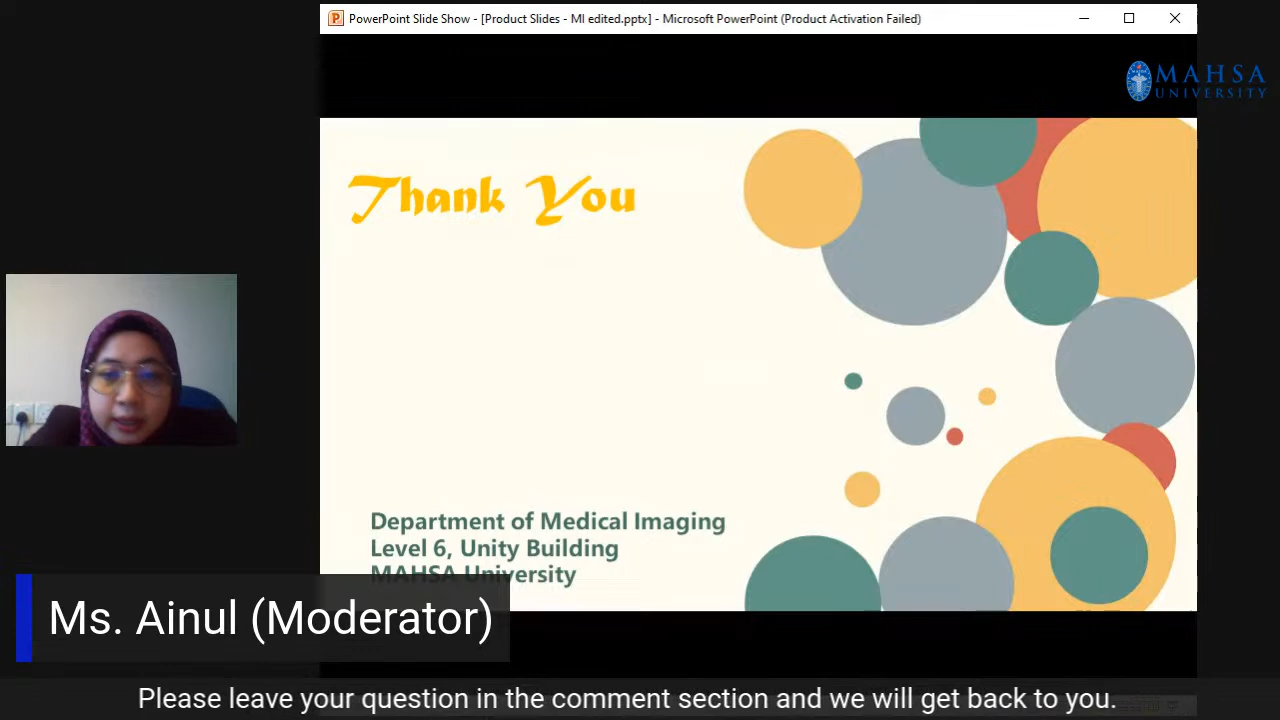 PowerPoint Slide Show - [Product Slides - MI edited.pptx] - Microsoft PowerPoint (Product Activation Failed)
MAHSA
UNIVERSITY
Thank You
Department of Medical Imaging
Level 6, Unity Building
MAHSA University
Ms. Ainul (Moderator)
Please leave your question in the comment section and we will get back to you.